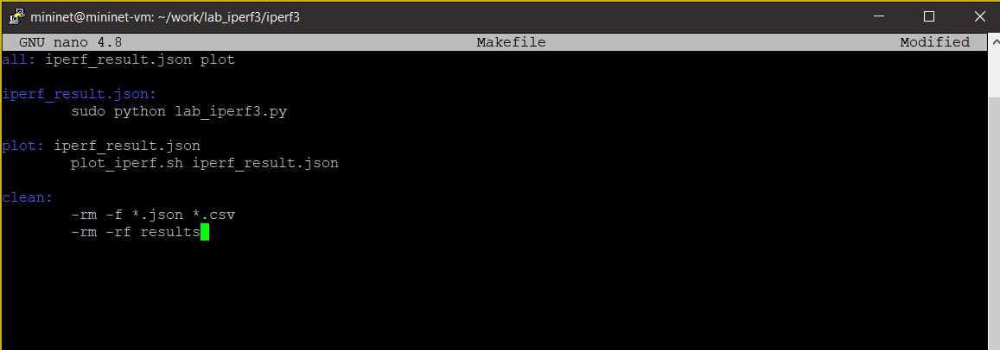 mininet@mininet-vm: ~/work/lab_iperf3/iperf3
GNU nano 4.8 Makefile Modified
all: iperf_result.json plot
iperf_result.json:
sudo python lab_iperf3.py
plot: iperf_result.json
plot_iperf.sh iperf_result.json
clean:
-rm -f *.json *.csv
-rm -rf results